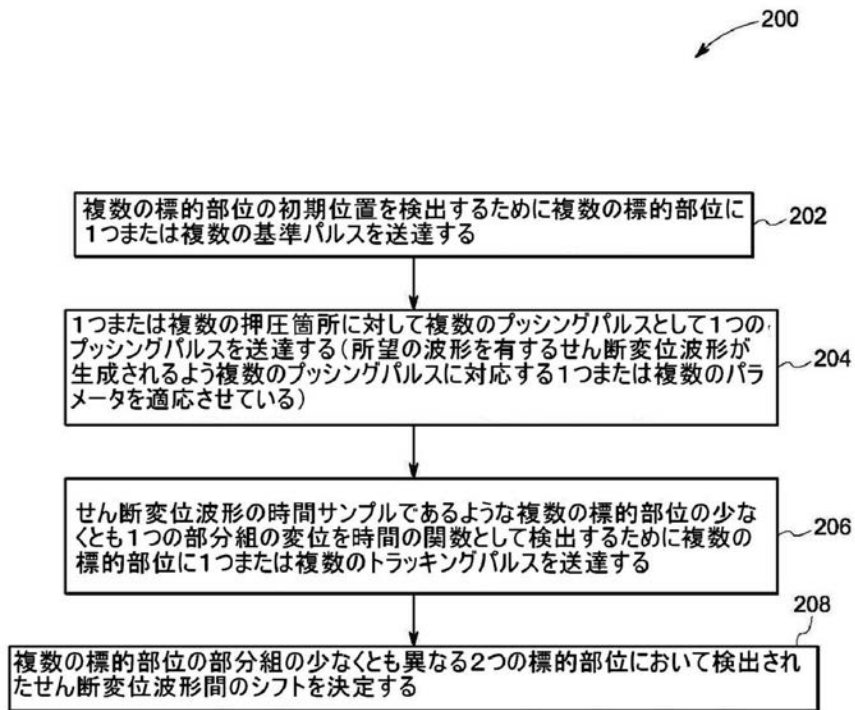 200
複数の標的部位の初期位置を検出するために複数の標的部位に
1つまたは複数の基準パルスを送達する
202
1つまたは複数の押圧箇所に対して複数のプッシングパルスとして1つの
プッシングパルスを送達する(所望の波形を有するせん断変位波形が
生成されるよう複数のプッシングパルスに対応する1つまたは複数のパラ
メータを適応させている)
204
せん断変位波形の時間サンプルであるような複数の標的部位の少な
くとも1つの部分組の変位を時間の関数として検出するために複数の
標的部位に1つまたは複数のトラッキングパルスを送達する
206
208
複数の標的部位の部分組の少なくとも異なる2つの標的部位において検出され
たせん断変位波形間のシフトを決定する